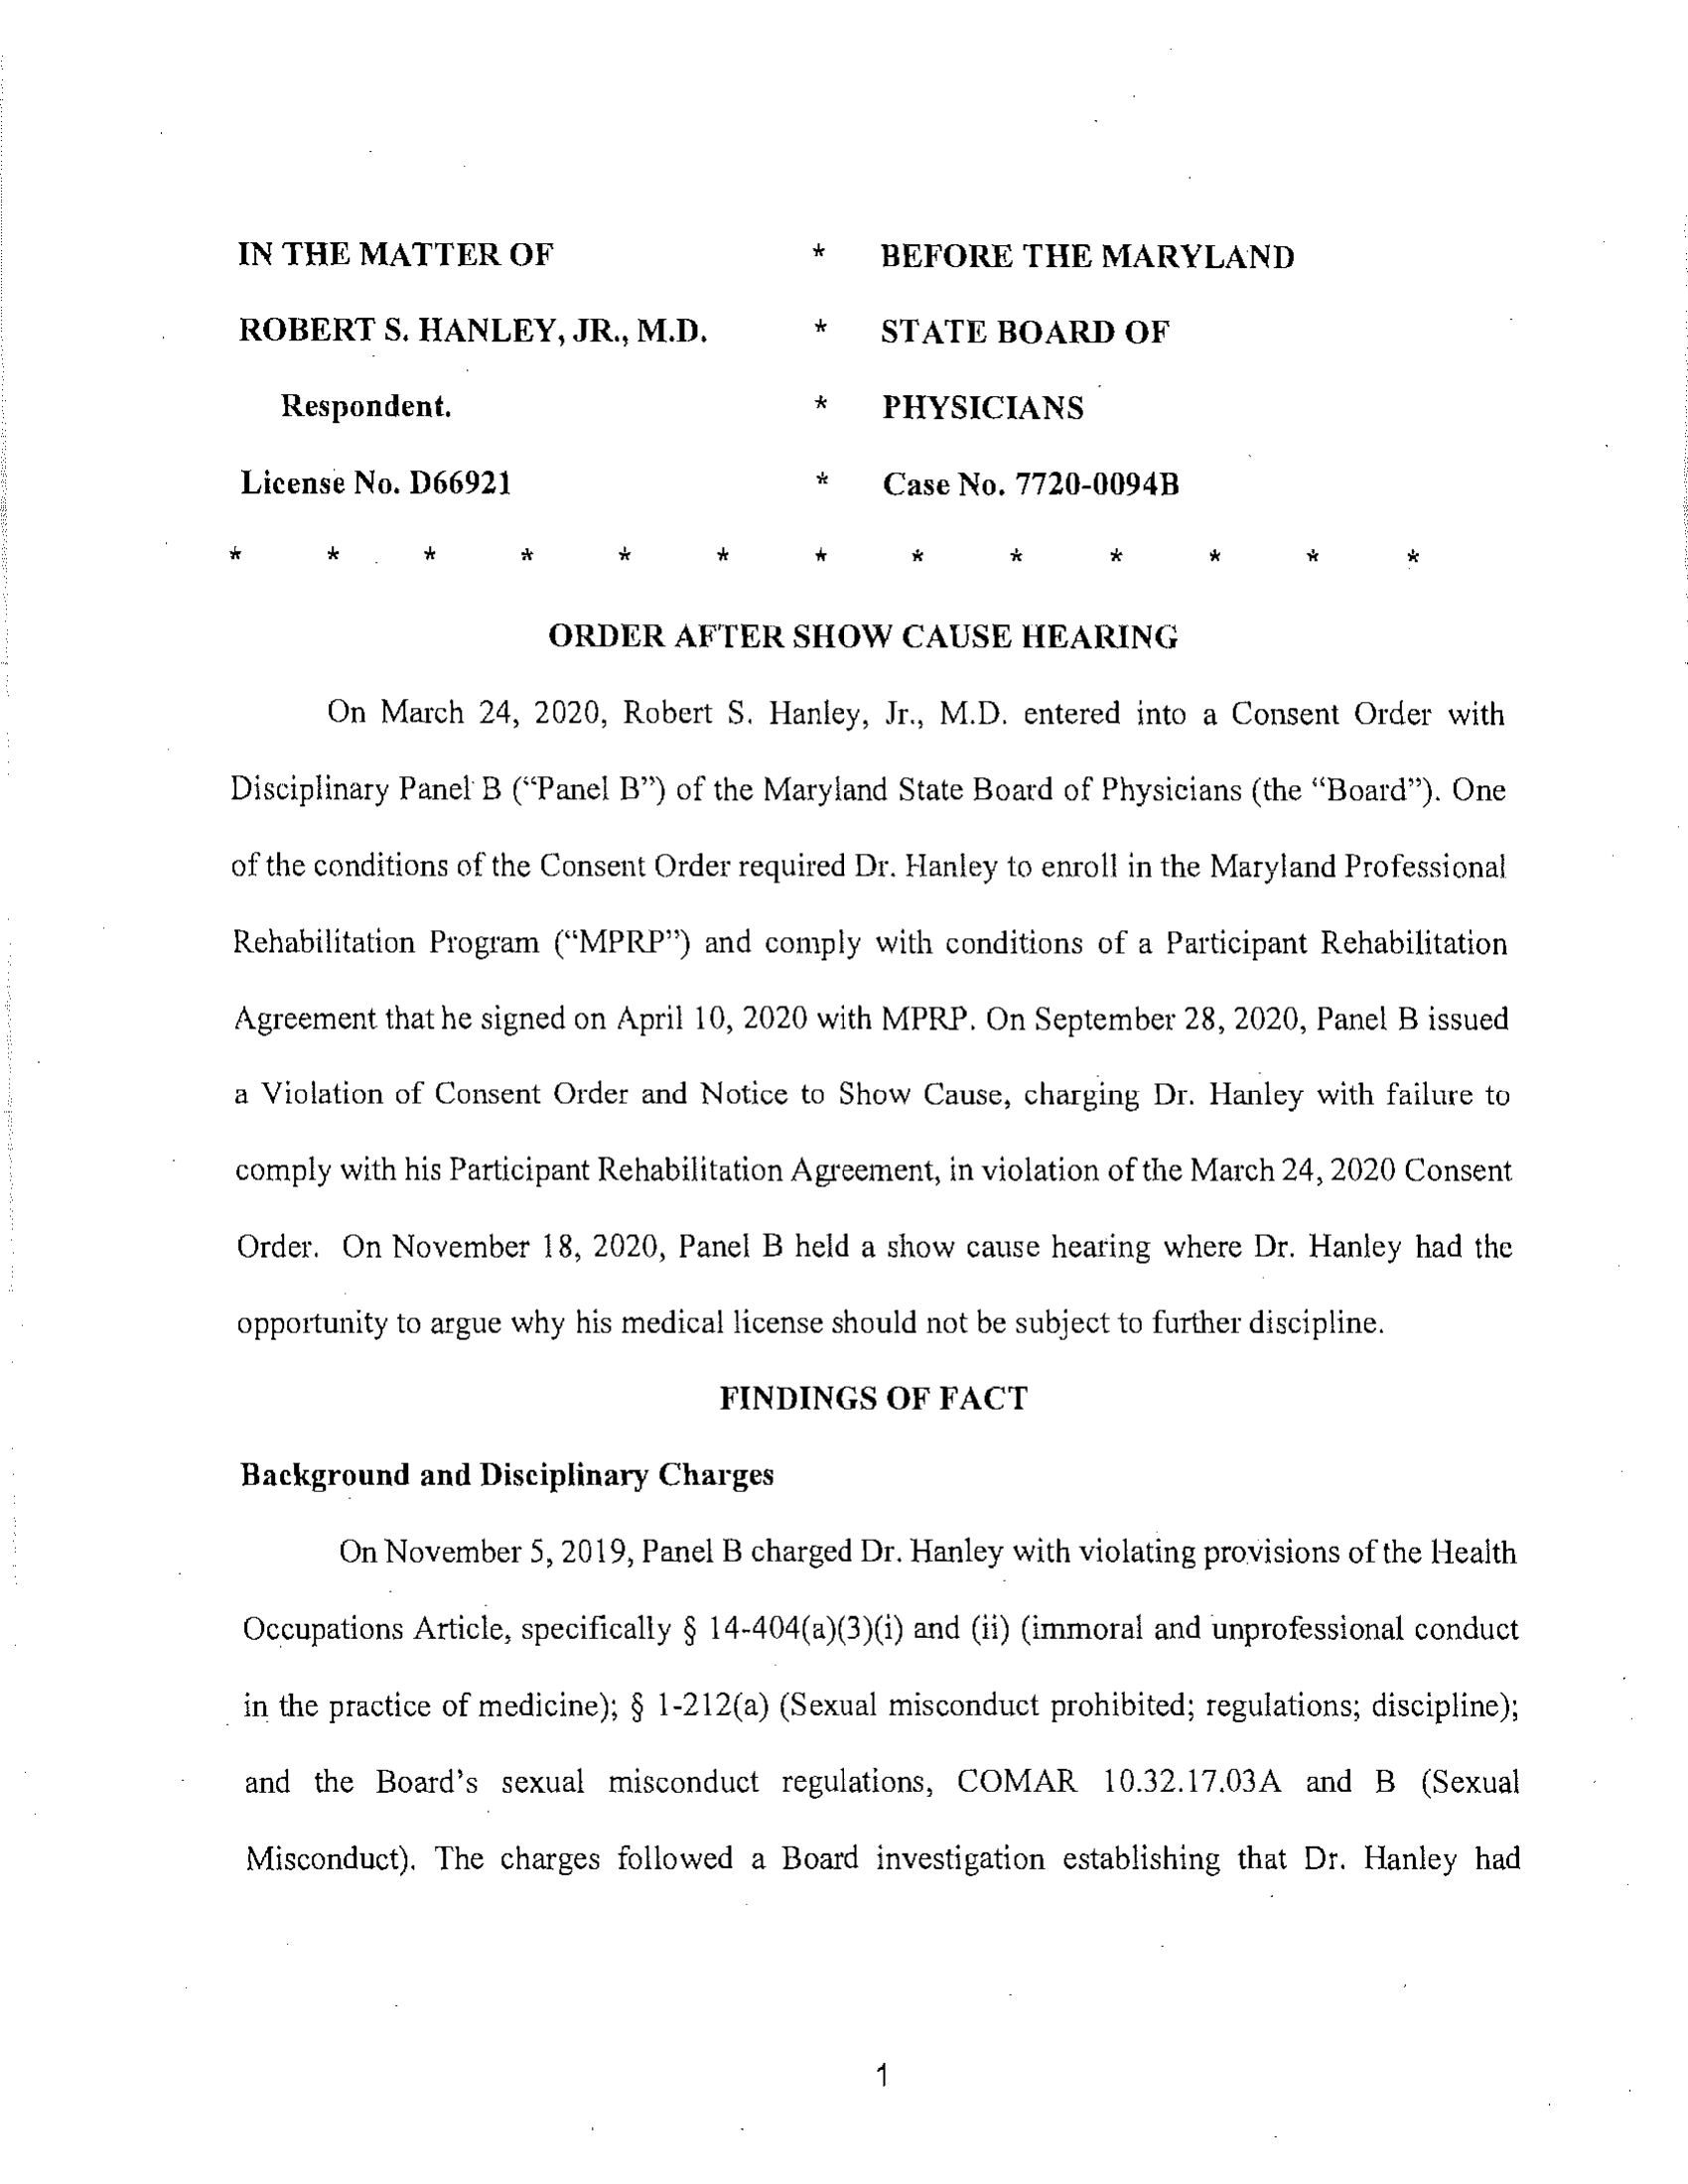 IN THE MATTER OF * BEFORE THE MARYLAND
ROBERT S. HANLEY, JR., M.D. * STATE BOARD OF
Respondent. * PHYSICIANS
License No. D66921 * Case No. 7720-0094B
* * * * * * * * * * * * *
ORDER AFTER SHOW CAUSE HEARING
On March 24, 2020, Robert S. Hanley, Jr., M.D. entered into a Consent Order with
Disciplinary Panel B (“Panel B”) of the Maryland State Board of Physicians (the “Board”). One
of the conditions of the Consent Order required Dr. Hanley to enroll in the Maryland Professional
Rehabilitation Program (“MPRP”) and comply with conditions of a Participant Rehabilitation
Agreement that he signed on April 10, 2020 with MPRP. On September 28, 2020, Panel B issued
a Violation of Consent Order and Notice to Show Cause, charging Dr. Hanley with failure to
comply with his Participant Rehabilitation Agreement, in violation of the March 24, 2020 Consent
Order. On November 18, 2020, Panel B held a show cause hearing where Dr. Hanley had the
opportunity to argue why his medical license should not be subject to further discipline.
FINDINGS OF FACT
Background and Disciplinary Charges
On November 5, 2019, Panel B charged Dr. Hanley with violating provisions of the Health
Occupations Article, specifically § 14-404(a)(3)(i) and (ii) (immoral and unprofessional conduct
in the practice of medicine); § 1-212(a) (Sexual misconduct prohibited; regulations; discipline);
and the Board’s sexual misconduct regulations, COMAR 10.32.17.03A and B (Sexual
Misconduct). The charges followed a Board investigation establishing that Dr. Hanley had
1